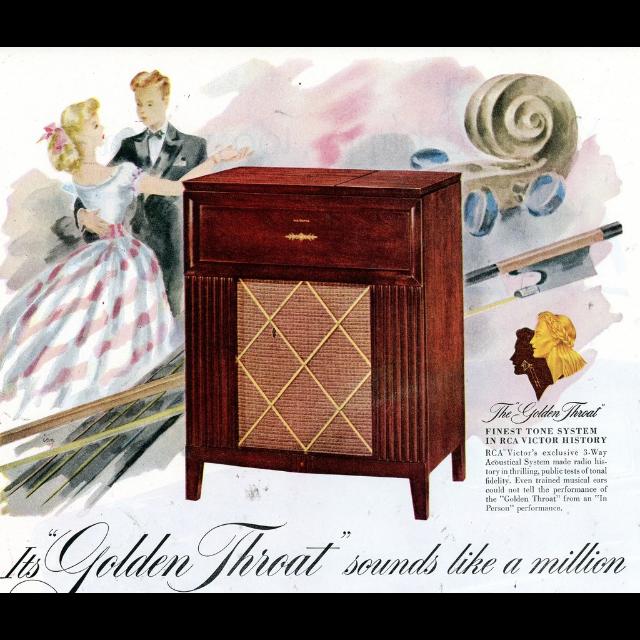 The "Golden Throat"
FINEST TONE SYSTEM
IN RCA VICTOR HISTORY
RCA Victor's exclusive 3-Way
Acoustical System made radio his-
tory in thrilling, public tests of tonal
fidelity. Even trained musical ears
could not tell the performance of
the "Golden Throat" from an "In
Person" performance.
Its "Golden Throat" sounds like a million